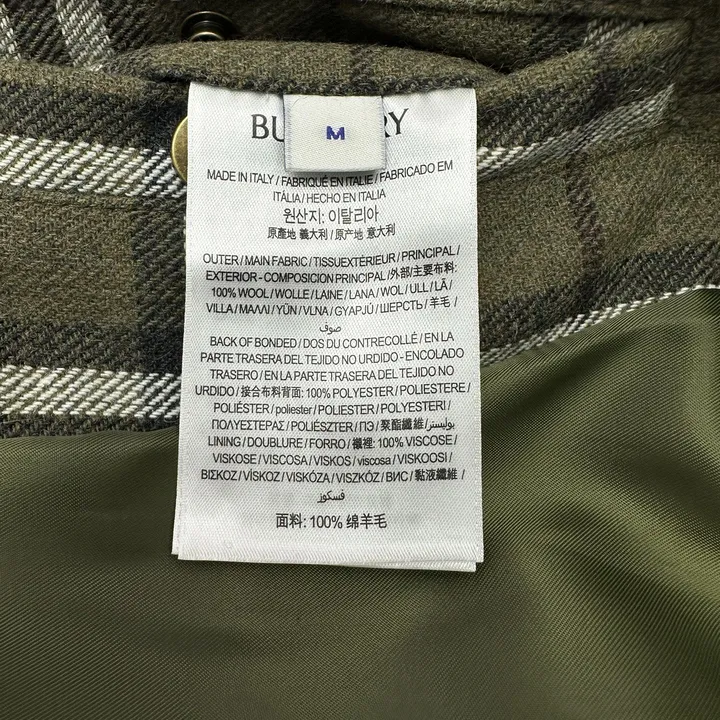 BU RY
M
MADE IN ITALY / FABRIQUÉ EN ITALIE / FABRICADO EM
ITÁLIA / HECHO EN ITALIA
원산지: 이탈리아
原產地 義大利 / 原产地 意大利
OUTER / MAIN FABRIC / TISSUEXTÉRIEUR / PRINCIPAL /
EXTERIOR - COMPOSICION PRINCIPAL / 外部 / 主要布料:
100% WOOL / WOLLE / LAINE / LANA / WOL / ULL / LÃ /
VILLA / ΜΑΛΛΙ / YÜN / VLNA / GYAPJÚ / ШЕРСТЬ / 羊毛 /
صوف
BACK OF BONDED / DOS DU CONTRECOLLÉ / EN LA
PARTE TRASERA DEL TEJIDO NO URDIDO - ENCOLADO
TRASERO / EN LA PARTE TRASERA DEL TEJIDO NO
URDIDO / 接合布料背面: 100% POLYESTER / POLIESTERE /
POLIÉSTER / poliester / POLIESTER / POLYESTERI /
ΠΟΛΥΕΣΤΕΡΑΣ / POLIÉSZTER / ПЭ / 聚酯纖維 / بوليستر
LINING / DOUBLURE / FORRO / 襯裡: 100% VISCOSE /
VISKOSE / VISCOSA / VISKOS / viscosa / VISKOOSI /
ΒΙΣΚΟΖ / VÍSKOZ / VISKÓZA / VISZKÓZ / ВИС / 黏液纖維 /
فسكوز
面料: 100% 绵羊毛